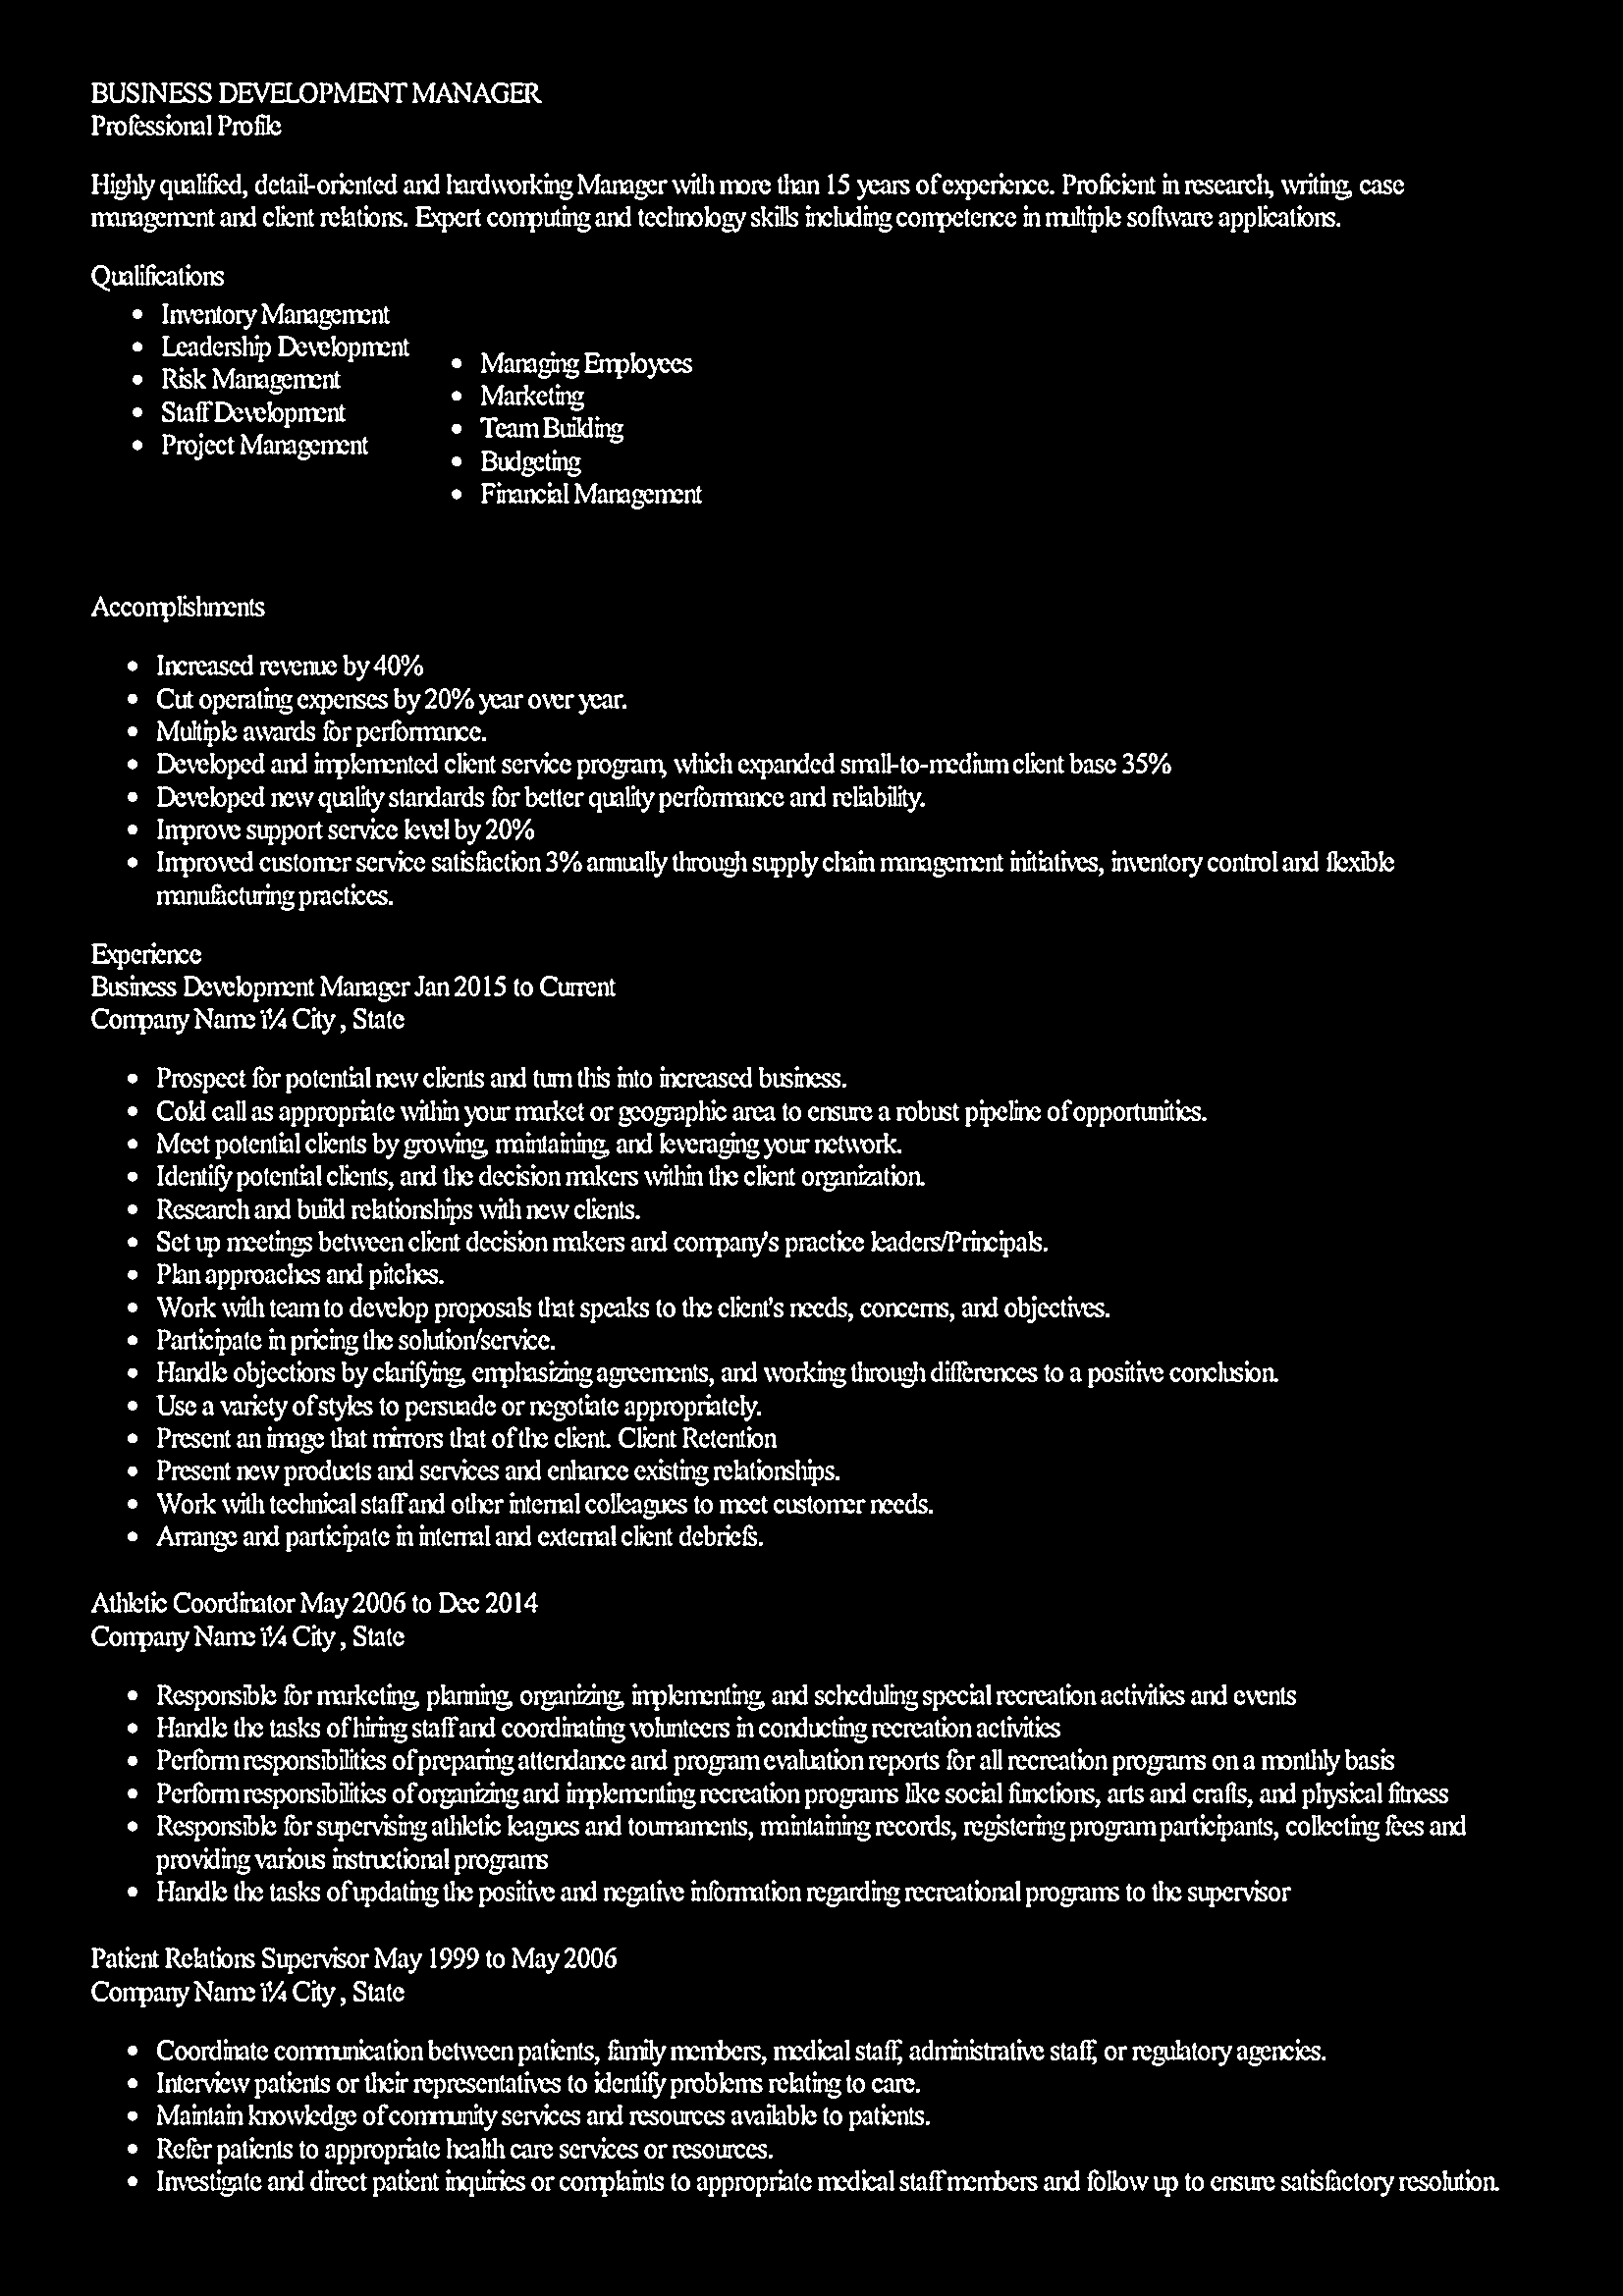 BUSINESS DEVELOPMENT MANAGER
Professional Profile
Highly qualified, detail-oriented and hardworking Manager with more than 15 years of experience. Proficient in research, writing, case
management and client relations. Expert computing and technology skills including competence in multiple software applications.
Qualifications
• Inventory Management
• Leadership Development
• Risk Management
• Staff Development
• Project Management
• Managing Employees
• Marketing
• Team Building
• Budgeting
• Financial Management
Accomplishments
• Increased revenue by 40%
• Cut operating expenses by 20% year over year.
• Multiple awards for performance.
• Developed and implemented client service program, which expanded small-to-medium client base 35%
• Developed new quality standards for better quality performance and reliability.
• Improve support service level by 20%
• Improved customer service satisfaction 3% annually through supply chain management initiatives, inventory control and flexible
manufacturing practices.
Experience
Business Development Manager Jan 2015 to Current
Company Name ï¼ City , State
• Prospect for potential new clients and turn this into increased business.
• Cold call as appropriate within your market or geographic area to ensure a robust pipeline of opportunities.
• Meet potential clients by growing, maintaining, and leveraging your network.
• Identify potential clients, and the decision makers within the client organization.
• Research and build relationships with new clients.
• Set up meetings between client decision makers and company's practice leaders/Principals.
• Plan approaches and pitches.
• Work with team to develop proposals that speaks to the client's needs, concerns, and objectives.
• Participate in pricing the solution/service.
• Handle objections by clarifying, emphasizing agreements, and working through differences to a positive conclusion.
• Use a variety of styles to persuade or negotiate appropriately.
• Present an image that mirrors that of the client. Client Retention
• Present new products and services and enhance existing relationships.
• Work with technical staff and other internal colleagues to meet customer needs.
• Arrange and participate in internal and external client debriefs.
Athletic Coordinator May 2006 to Dec 2014
Company Name ï¼ City , State
• Responsible for marketing, planning, organizing, implementing, and scheduling special recreation activities and events
• Handle the tasks of hiring staff and coordinating volunteers in conducting recreation activities
• Perform responsibilities of preparing attendance and program evaluation reports for all recreation programs on a monthly basis
• Perform responsibilities of organizing and implementing recreation programs like social functions, arts and crafts, and physical fitness
• Responsible for supervising athletic leagues and tournaments, maintaining records, registering program participants, collecting fees and
providing various instructional programs
• Handle the tasks of updating the positive and negative information regarding recreational programs to the supervisor
Patient Relations Supervisor May 1999 to May 2006
Company Name ï¼ City , State
• Coordinate communication between patients, family members, medical staff, administrative staff, or regulatory agencies.
• Interview patients or their representatives to identify problems relating to care.
• Maintain knowledge of community services and resources available to patients.
• Refer patients to appropriate health care services or resources.
• Investigate and direct patient inquiries or complaints to appropriate medical staff members and follow up to ensure satisfactory resolution.